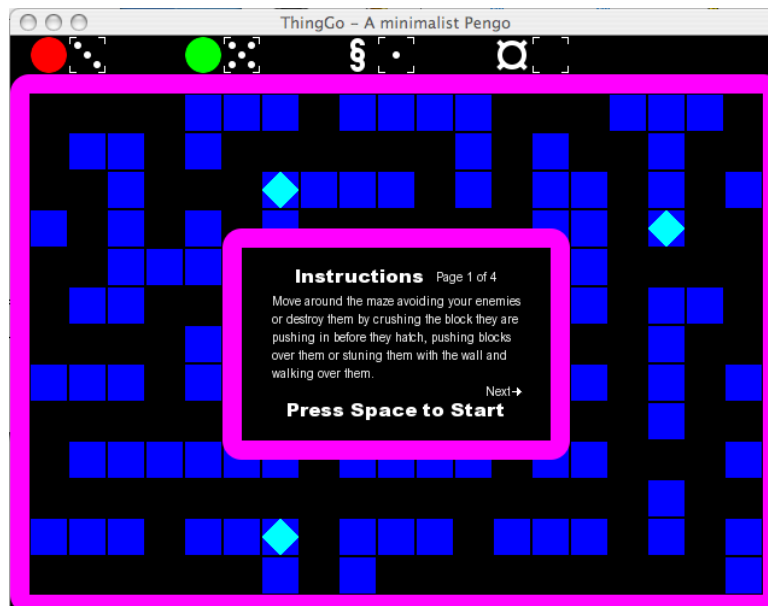 ThingGo – A minimalist Pengo
§ ¤
Instructions Page 1 of 4
Move around the maze avoiding your enemies
or destroy them by crushing the block they are
pushing in before they hatch, pushing blocks
over them or stuning them with the wall and
walking over them.
Next→
Press Space to Start